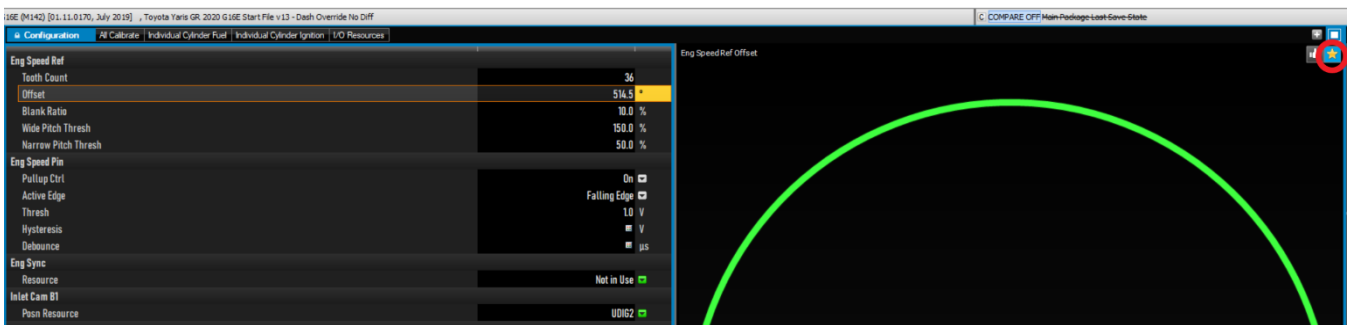 G16E (M142) [01.11.0170, July 2019] , Toyota Yaris GR 2020 G16E Start File v13 - Dash Override No Diff
C COMPARE OFF Main Package Last Save State
Configuration All Calibrate Individual Cylinder Fuel Individual Cylinder Ignition I/O Resources
Eng Speed Ref Offset
Eng Speed Ref
Tooth Count 36
Offset 514.5 °
Blank Ratio 10.0 %
Wide Pitch Thresh 150.0 %
Narrow Pitch Thresh 50.0 %
Eng Speed Pin
Pullup Ctrl On
Active Edge Falling Edge
Thresh 1.0 V
Hysteresis V
Debounce µs
Eng Sync
Resource Not in Use
Inlet Cam B1
Posn Resource UDIG2